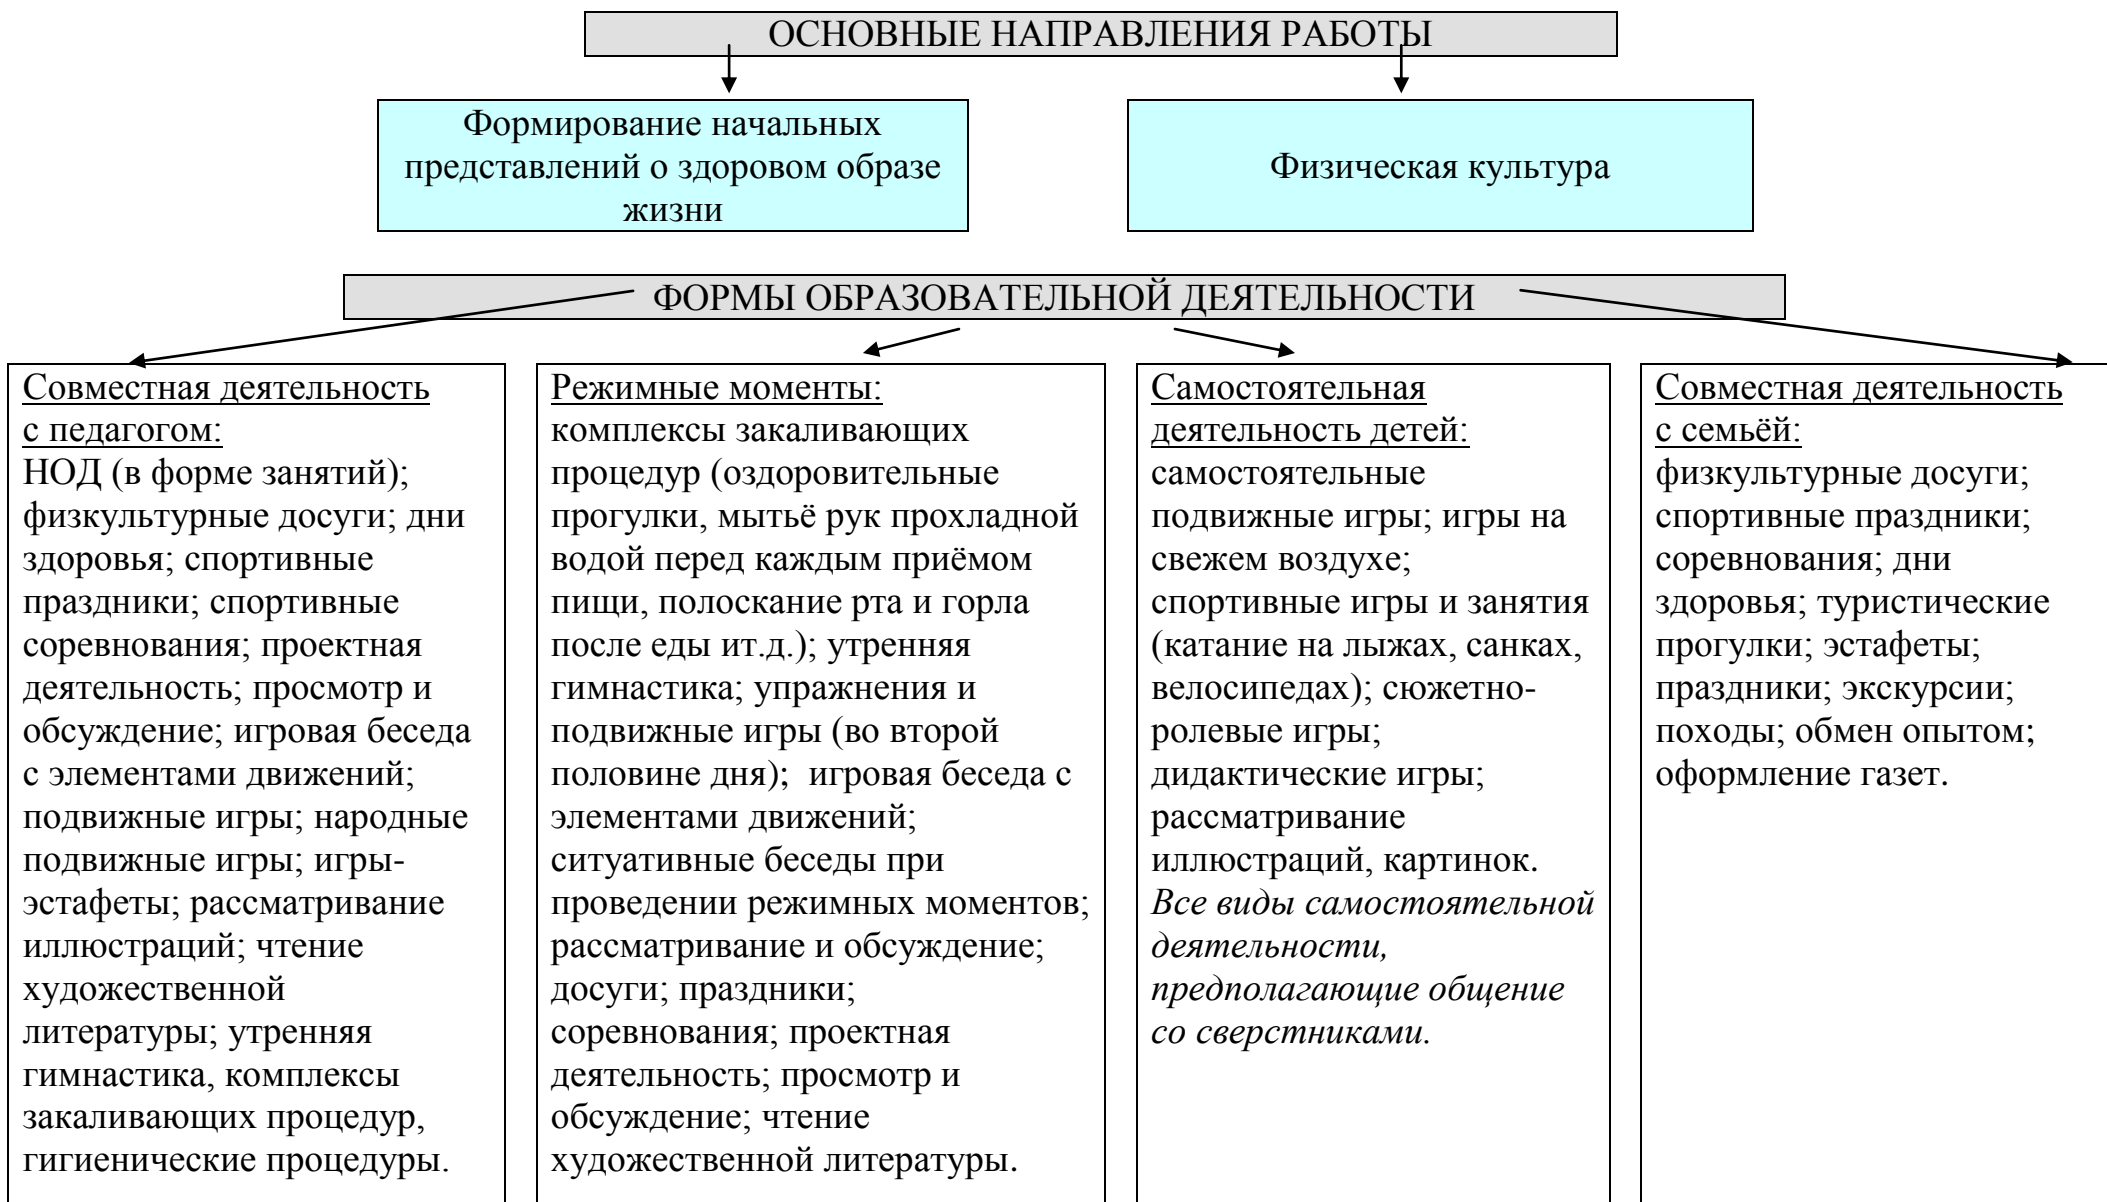 ОСНОВНЫЕ НАПРАВЛЕНИЯ РАБОТЫ
Формирование начальных
представлений о здоровом образе
жизни
Физическая культура
ФОРМЫ ОБРАЗОВАТЕЛЬНОЙ ДЕЯТЕЛЬНОСТИ
Совместная деятельность
с педагогом:
НОД (в форме занятий);
физкультурные досуги; дни
здоровья; спортивные
праздники; спортивные
соревнования; проектная
деятельность; просмотр и
обсуждение; игровая беседа
с элементами движений;
подвижные игры; народные
подвижные игры; игры-
эстафеты; рассматривание
иллюстраций; чтение
художественной
литературы; утренняя
гимнастика, комплексы
закаливающих процедур,
гигиенические процедуры.
Режимные моменты:
комплексы закаливающих
процедур (оздоровительные
прогулки, мытьё рук прохладной
водой перед каждым приёмом
пищи, полоскание рта и горла
после еды ит.д.); утренняя
гимнастика; упражнения и
подвижные игры (во второй
половине дня);  игровая беседа с
элементами движений;
ситуативные беседы при
проведении режимных моментов;
рассматривание и обсуждение;
досуги; праздники;
соревнования; проектная
деятельность; просмотр и
обсуждение; чтение
художественной литературы.
Самостоятельная
деятельность детей:
самостоятельные
подвижные игры; игры на
свежем воздухе;
спортивные игры и занятия
(катание на лыжах, санках,
велосипедах); сюжетно-
ролевые игры;
дидактические игры;
рассматривание
иллюстраций, картинок.
Все виды самостоятельной
деятельности,
предполагающие общение
со сверстниками.
Совместная деятельность
с семьёй:
физкультурные досуги;
спортивные праздники;
соревнования; дни
здоровья; туристические
прогулки; эстафеты;
праздники; экскурсии;
походы; обмен опытом;
оформление газет.